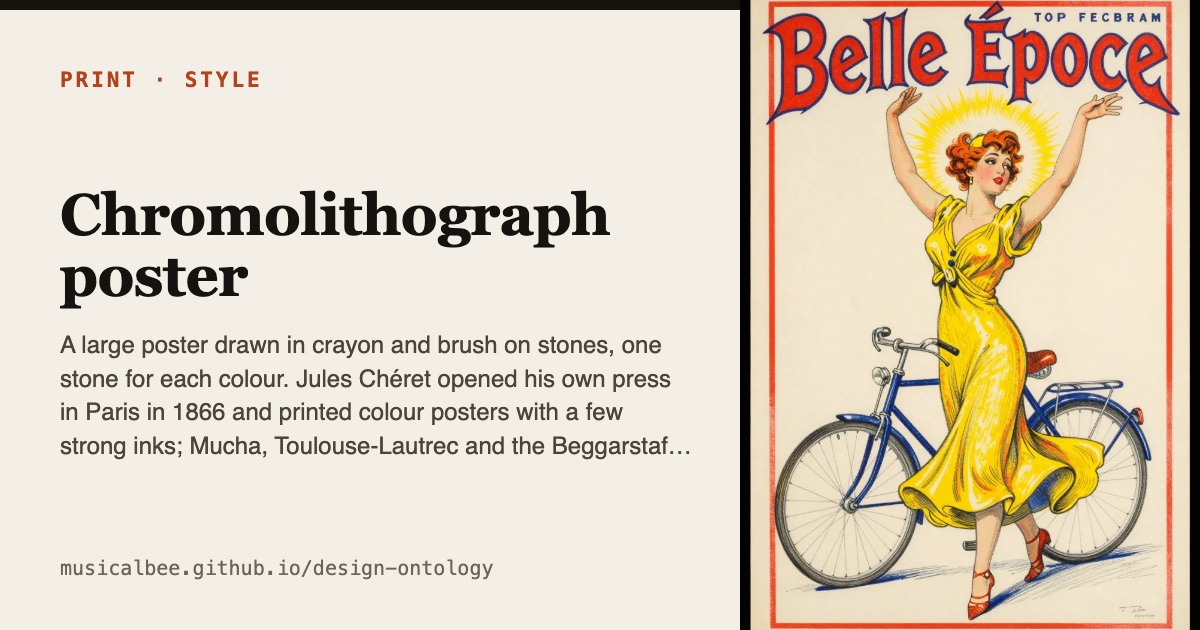 PRINT · STYLE
Chromolithograph
poster
A large poster drawn in crayon and brush on stones, one
stone for each colour. Jules Chéret opened his own press
in Paris in 1866 and printed colour posters with a few
strong inks; Mucha, Toulouse-Lautrec and the Beggarstaf…
musicalbee.github.io/design-ontology
TOP FECBRAM
Belle Époce